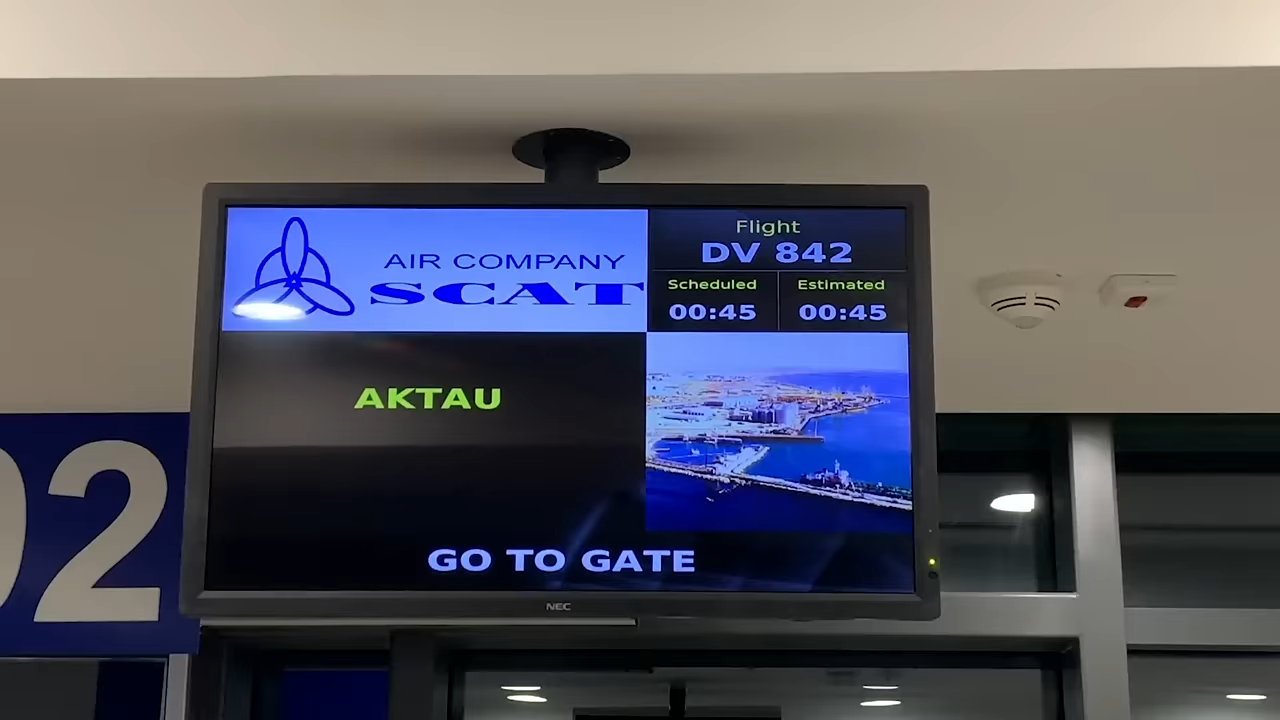 AIR COMPANY
SCAT
Flight
DV 842
Scheduled
Estimated
00:45
00:45
AKTAU
GO TO GATE
NEC
02